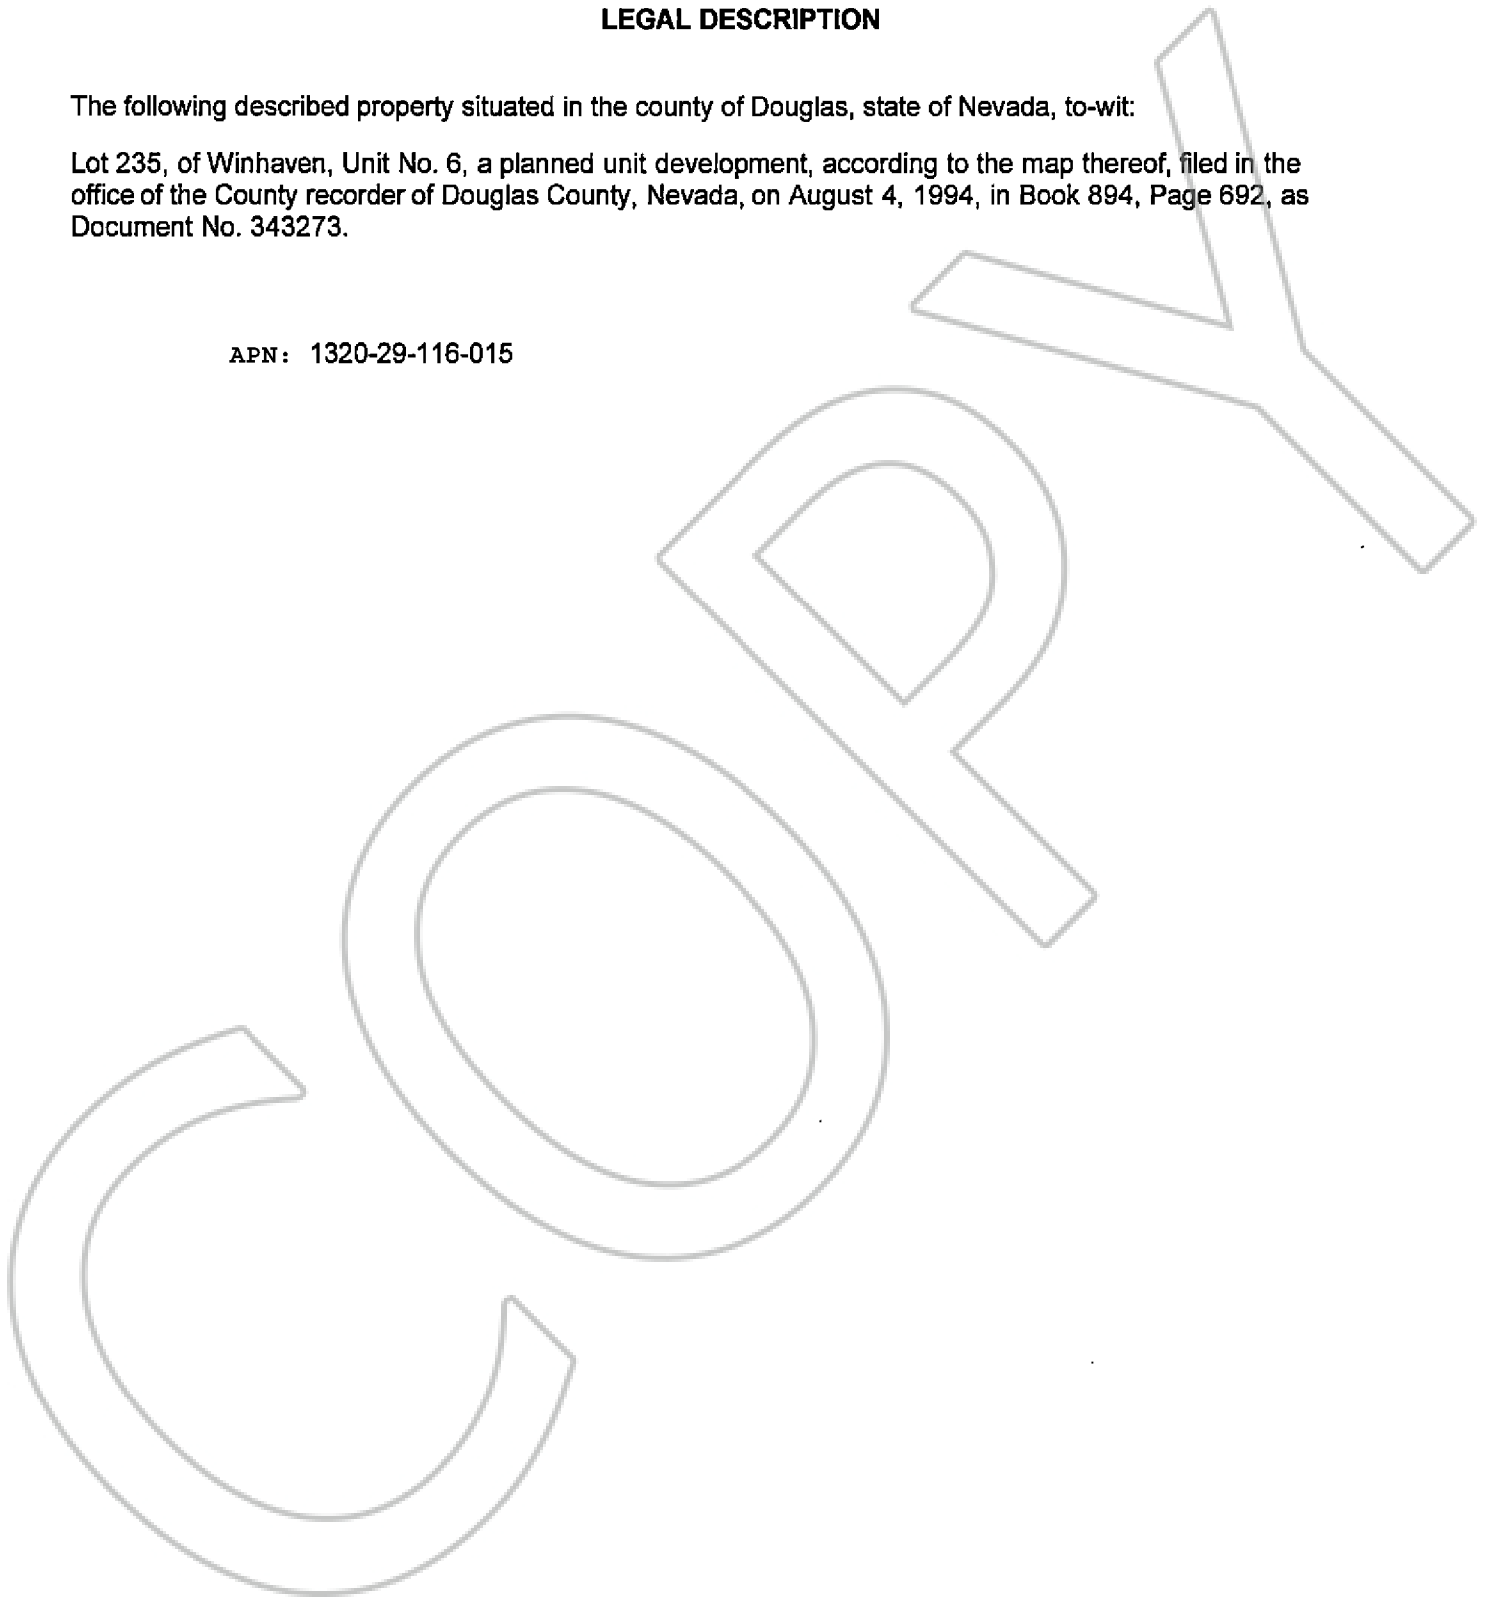 LEGAL DESCRIPTION
The following described property situated in the county of Douglas, state of Nevada, to-wit:
Lot 235, of Winhaven, Unit No. 6, a planned unit development, according to the map thereof, filed in the
office of the County recorder of Douglas County, Nevada, on August 4, 1994, in Book 894, Page 692, as
Document No. 343273.
APN: 1320-29-116-015
COPY